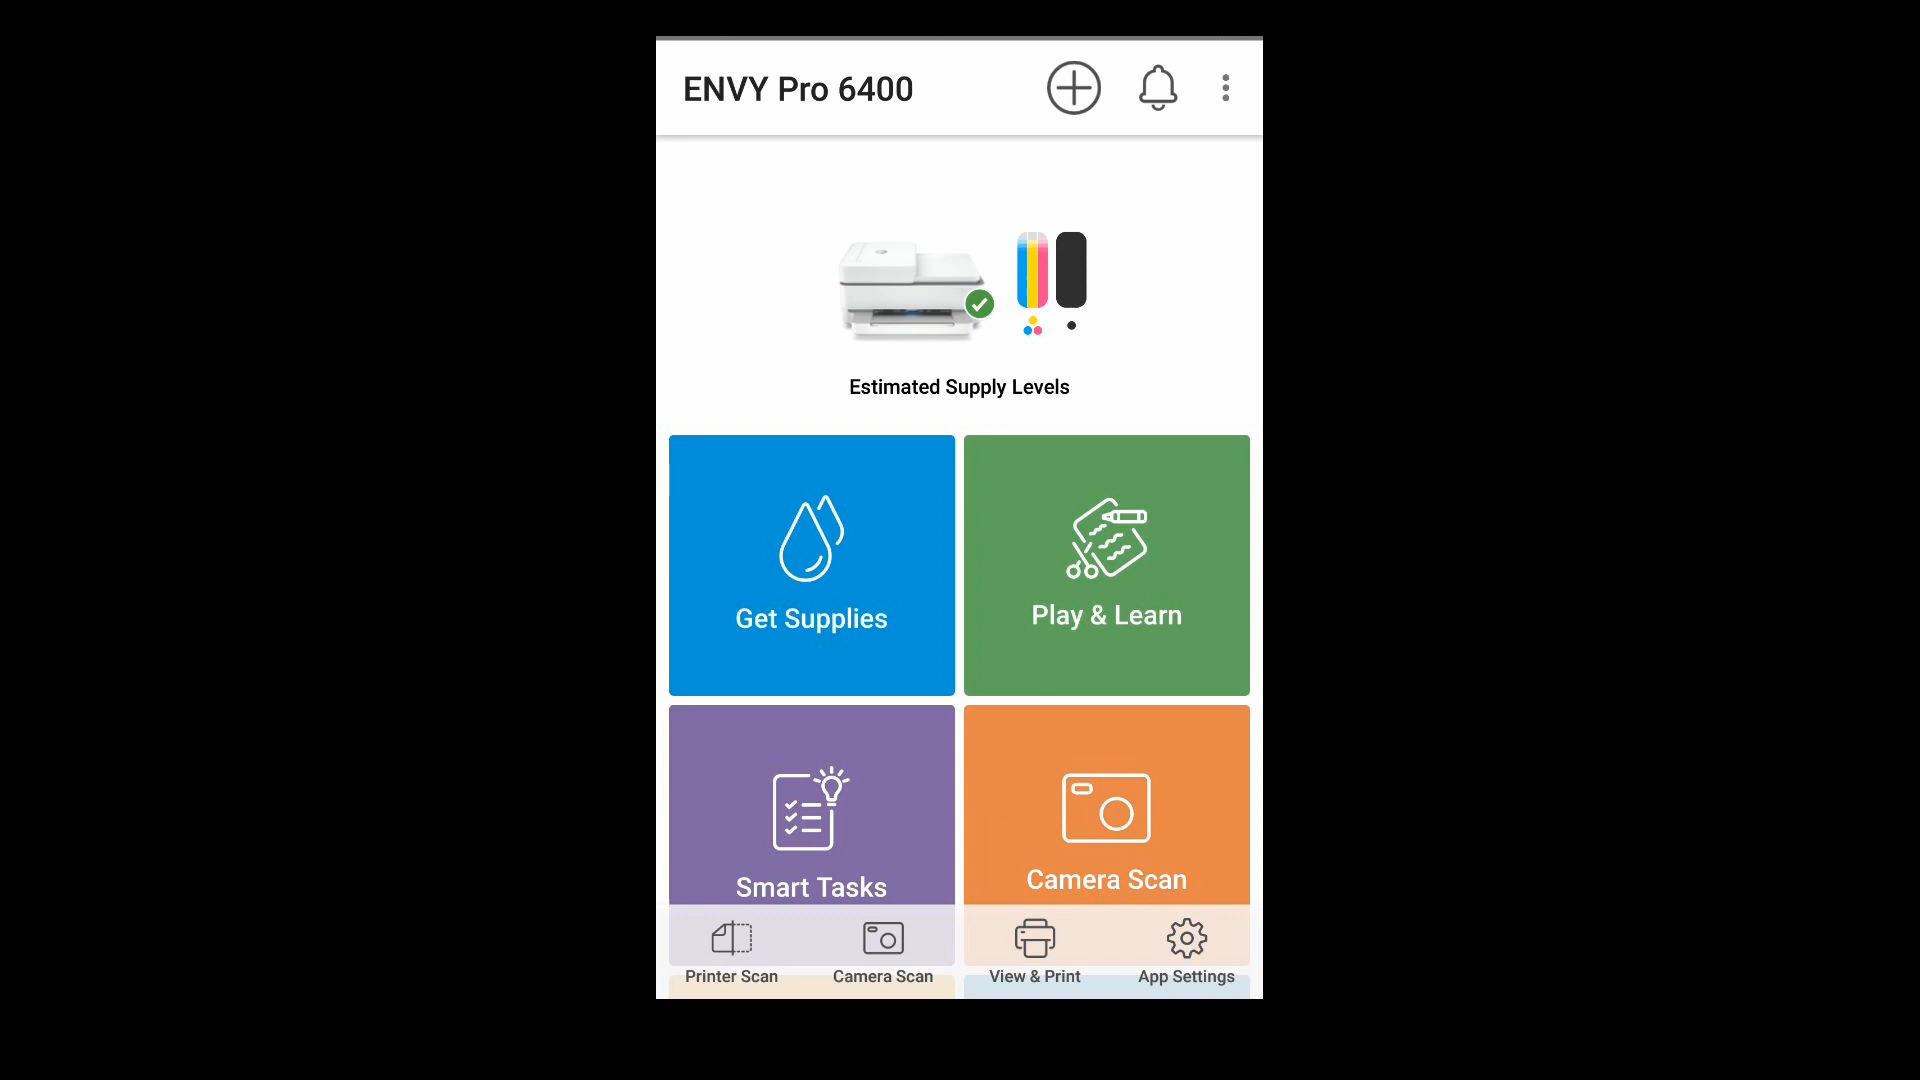 ENVY Pro 6400
Estimated Supply Levels
Get Supplies
Play & Learn
Smart Tasks
Camera Scan
Printer Scan
Camera Scan
View & Print
App Settings